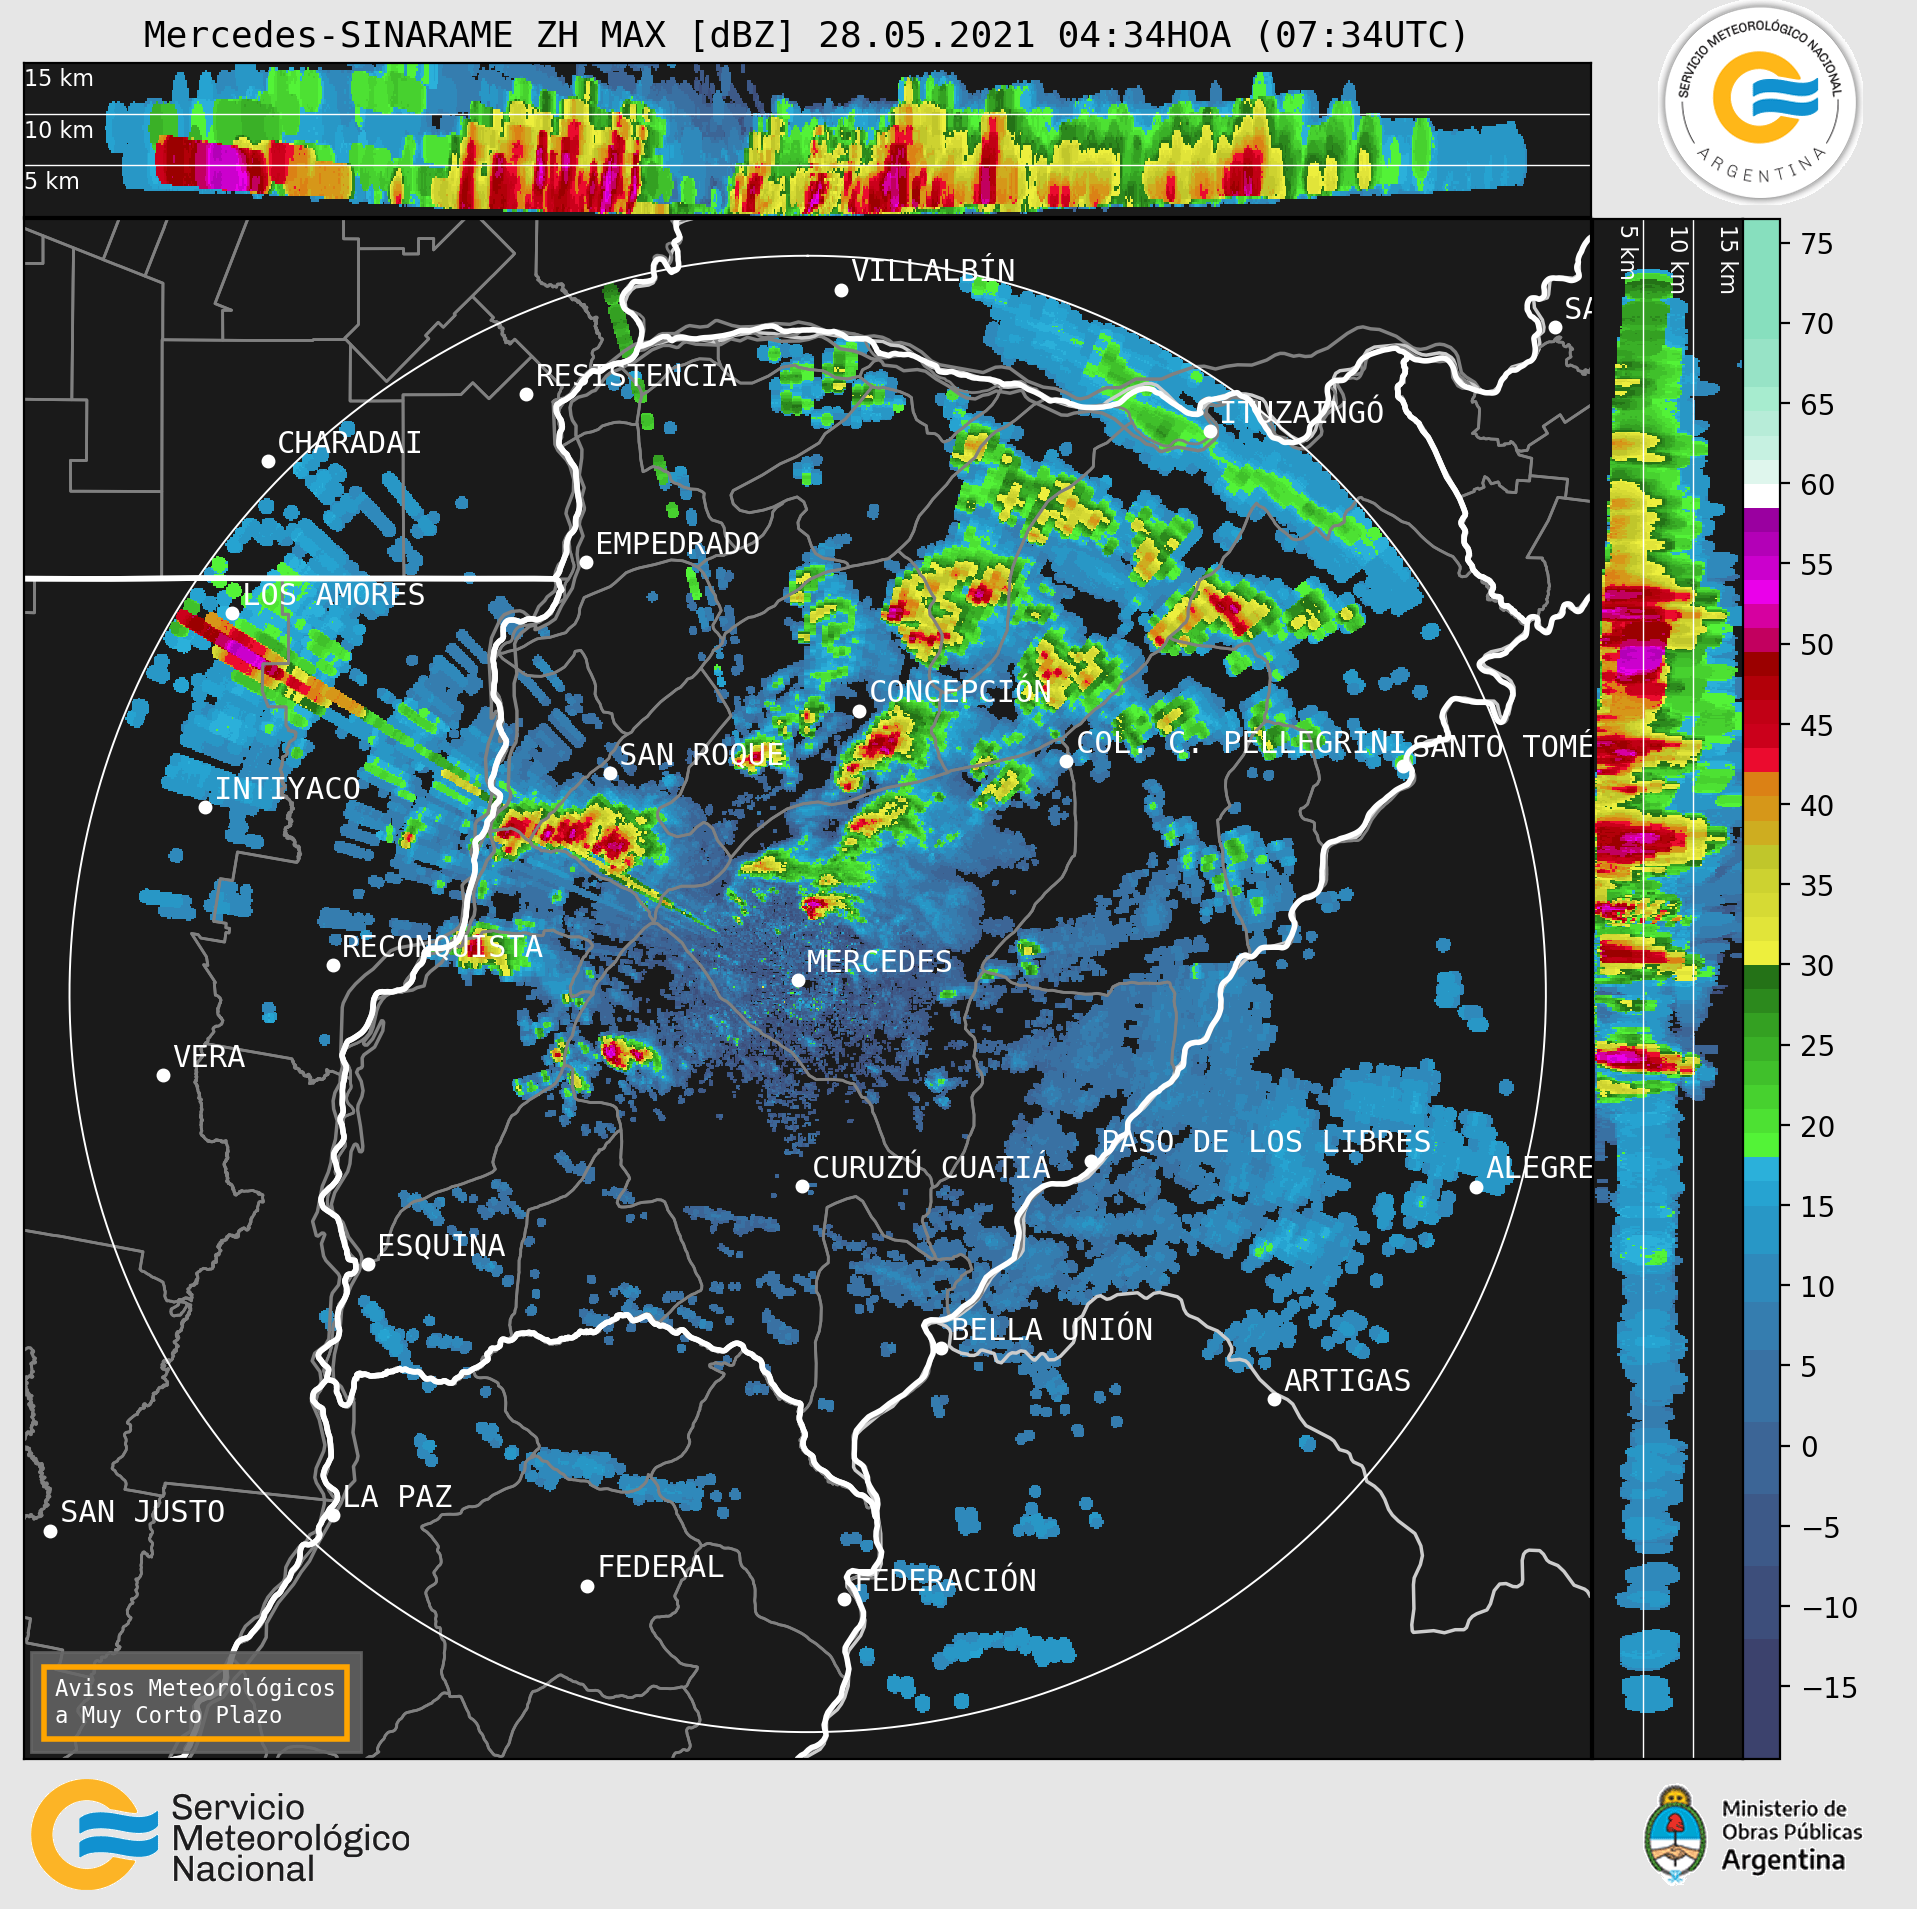 Mercedes-SINARAME ZH MAX [dBZ] 28.05.2021 04:34HOA (07:34UTC)
SERVICIO METEOROLÓGICO NACIONAL
ARGENTINA
15 km
10 km
5 km
5 km
10 km
15 km
VILLALBÍN
SA
RESISTENCIA
ITUZAINGÓ
CHARADAI
EMPEDRADO
LOS AMORES
CONCEPCIÓN
SAN ROQUE
COL. C. PELLEGRINI
SANTO TOMÉ
INTIYACO
RECONQUISTA
MERCEDES
VERA
PASO DE LOS LIBRES
CURUZÚ CUATIÁ
ALEGRE
ESQUINA
BELLA UNIÓN
ARTIGAS
LA PAZ
SAN JUSTO
FEDERAL
FEDERACIÓN
75
70
65
60
55
50
45
40
35
30
25
20
15
10
5
0
−5
−10
−15
Avisos Meteorológicos
a Muy Corto Plazo
Servicio
Meteorológico
Nacional
Ministerio de
Obras Públicas
Argentina